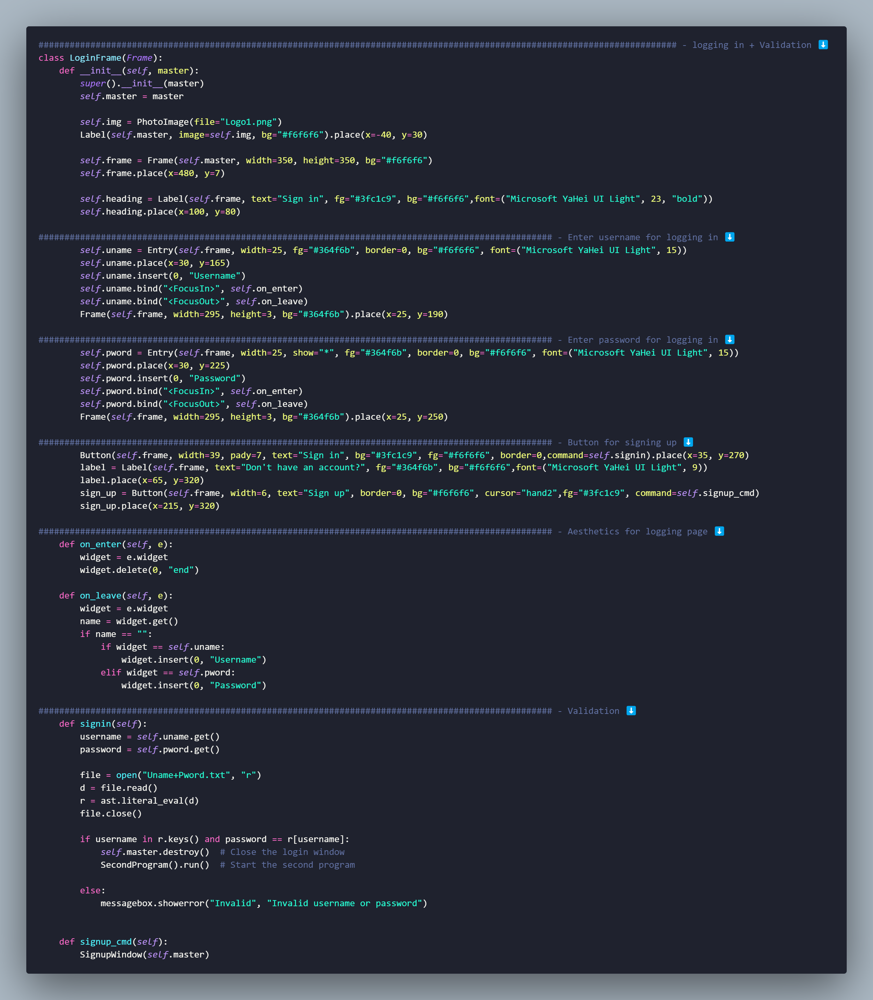 ########################################################################################################################### - logging in + Validation ⬇️
class LoginFrame(Frame):
    def __init__(self, master):
        super().__init__(master)
        self.master = master

        self.img = PhotoImage(file="Logo1.png")
        Label(self.master, image=self.img, bg="#f6f6f6").place(x=-40, y=30)

        self.frame = Frame(self.master, width=350, height=350, bg="#f6f6f6")
        self.frame.place(x=480, y=7)

        self.heading = Label(self.frame, text="Sign in", fg="#3fc1c9", bg="#f6f6f6",font=("Microsoft YaHei UI Light", 23, "bold"))
        self.heading.place(x=100, y=80)

################################################################################################### - Enter username for logging in ⬇️
        self.uname = Entry(self.frame, width=25, fg="#364f6b", border=0, bg="#f6f6f6", font=("Microsoft YaHei UI Light", 15))
        self.uname.place(x=30, y=165)
        self.uname.insert(0, "Username")
        self.uname.bind("<FocusIn>", self.on_enter)
        self.uname.bind("<FocusOut>", self.on_leave)
        Frame(self.frame, width=295, height=3, bg="#364f6b").place(x=25, y=190)

################################################################################################### - Enter password for logging in ⬇️
        self.pword = Entry(self.frame, width=25, show="*", fg="#364f6b", border=0, bg="#f6f6f6", font=("Microsoft YaHei UI Light", 15))
        self.pword.place(x=30, y=225)
        self.pword.insert(0, "Password")
        self.pword.bind("<FocusIn>", self.on_enter)
        self.pword.bind("<FocusOut>", self.on_leave)
        Frame(self.frame, width=295, height=3, bg="#364f6b").place(x=25, y=250)

################################################################################################### - Button for signing up ⬇️
        Button(self.frame, width=39, pady=7, text="Sign in", bg="#3fc1c9", fg="#f6f6f6", border=0,command=self.signin).place(x=35, y=270)
        label = Label(self.frame, text="Don't have an account?", fg="#364f6b", bg="#f6f6f6",font=("Microsoft YaHei UI Light", 9))
        label.place(x=65, y=320)
        sign_up = Button(self.frame, width=6, text="Sign up", border=0, bg="#f6f6f6", cursor="hand2",fg="#3fc1c9", command=self.signup_cmd)
        sign_up.place(x=215, y=320)

################################################################################################### - Aesthetics for logging page ⬇️
    def on_enter(self, e):
        widget = e.widget
        widget.delete(0, "end")

    def on_leave(self, e):
        widget = e.widget
        name = widget.get()
        if name == "":
            if widget == self.uname:
                widget.insert(0, "Username")
            elif widget == self.pword:
                widget.insert(0, "Password")

################################################################################################### - Validation ⬇️
    def signin(self):
        username = self.uname.get()
        password = self.pword.get()

        file = open("Uname+Pword.txt", "r")
        d = file.read()
        r = ast.literal_eval(d)
        file.close()

        if username in r.keys() and password == r[username]:
            self.master.destroy()  # Close the login window
            SecondProgram().run()  # Start the second program

        else:
            messagebox.showerror("Invalid", "Invalid username or password")


    def signup_cmd(self):
        SignupWindow(self.master)